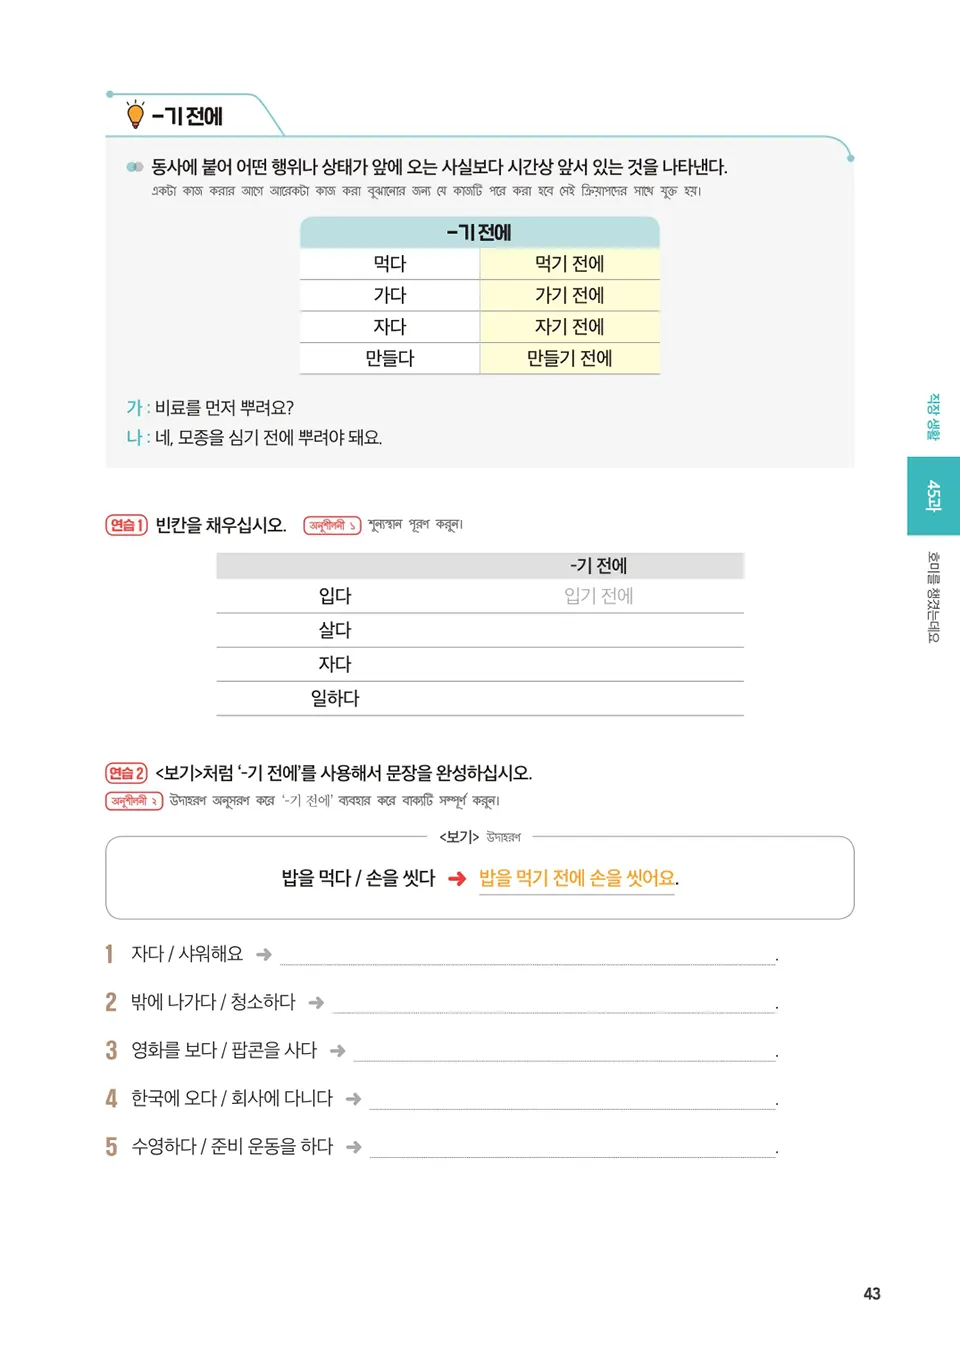 -기 전에
동사에 붙어 어떤 행위나 상태가 앞에 오는 사실보다 시간상 앞서 있는 것을 나타낸다.
একটা কাজ করার আগে আরেকটা কাজ করা বুঝানোর জন্য যে কাজটি পরে করা হবে সেই ক্রিয়াপদের সাথে যুক্ত হয়।
-기 전에
먹다 먹기 전에
가다 가기 전에
자다 자기 전에
만들다 만들기 전에
가 : 비료를 먼저 뿌려요?
나 : 네, 모종을 심기 전에 뿌려야 돼요.
직장 생활
45과
호미를 챙겼는데요
연습 1 빈칸을 채우십시오. অনুশীলনী ১ শূন্যস্থান পূরণ করুন।
-기 전에
입다 입기 전에
살다
자다
일하다
연습 2 <보기>처럼 ‘-기 전에’를 사용해서 문장을 완성하십시오.
অনুশীলনী ২ উদাহরণ অনুসরণ করে ‘-기 전에’ ব্যবহার করে বাক্যটি সম্পূর্ণ করুন।
<보기> উদাহরণ
밥을 먹다 / 손을 씻다 ➜ 밥을 먹기 전에 손을 씻어요.
1 자다 / 샤워해요 ➜ .
2 밖에 나가다 / 청소하다 ➜ .
3 영화를 보다 / 팝콘을 사다 ➜ .
4 한국에 오다 / 회사에 다니다 ➜ .
5 수영하다 / 준비 운동을 하다 ➜ .
43